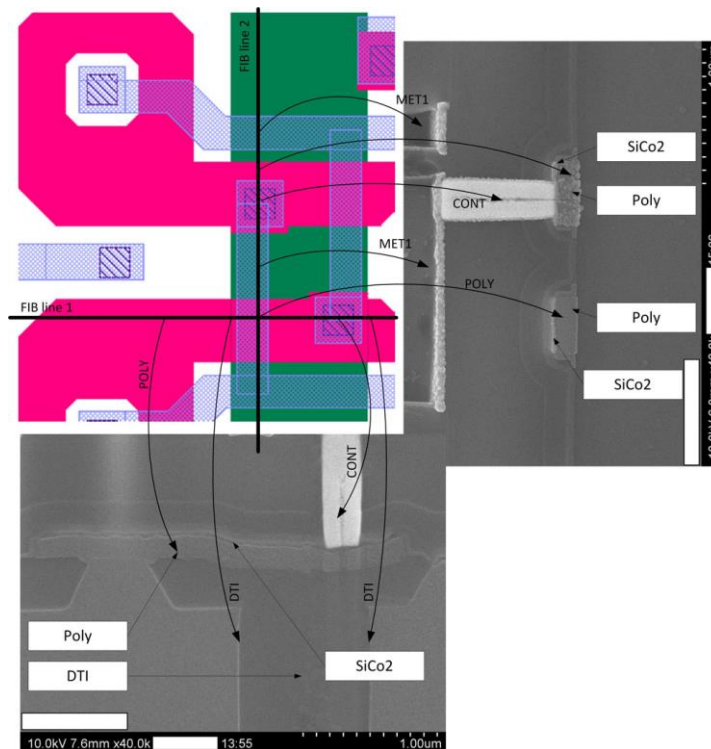 FIB line 2
MET1
SiCo2
CONT
Poly
MET1
FIB line 1
POLY
Poly
SiCo2
POLY
CONT
DTI
DTI
Poly
SiCo2
DTI
10.0kV 7.6mm x40.0k
13:55
1.00um